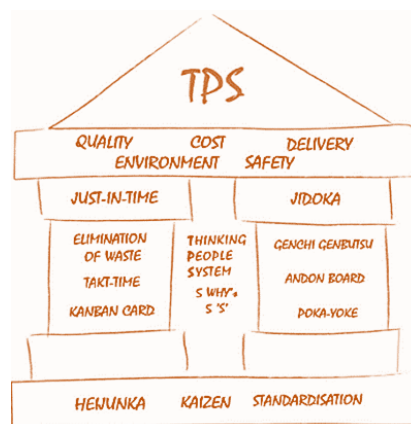 TPS
QUALITY COST DELIVERY
ENVIRONMENT SAFETY
JUST-IN-TIME
JIDOKA
ELIMINATION
OF WASTE
TAKT-TIME
KANBAN CARD
THINKING
PEOPLE
SYSTEM
5 WHY's
5 'S'
GENCHI GENBUTSU
ANDON BOARD
POKA-YOKE
HEIJUNKA KAIZEN STANDARDISATION